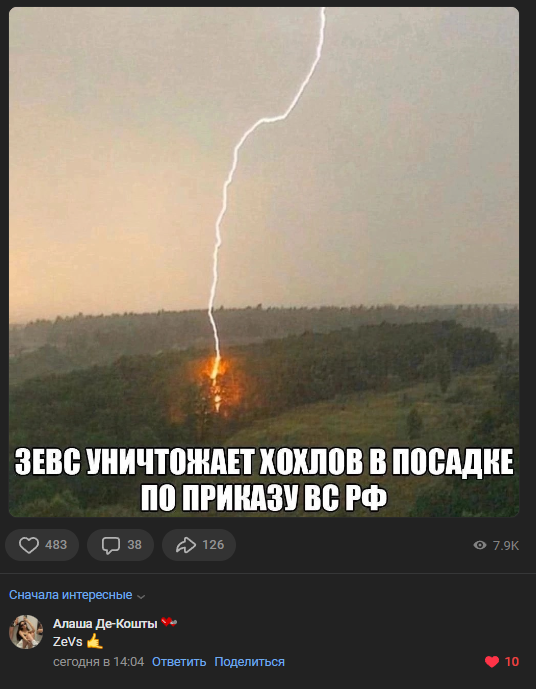 ЗЕВС УНИЧТОЖАЕТ ХОХЛОВ В ПОСАДКЕ
ПО ПРИКАЗУ ВС РФ
483 38 126 7.9K
Сначала интересные
Алаша Де-Кошты
ZeVs
сегодня в 14:04 Ответить Поделиться 10